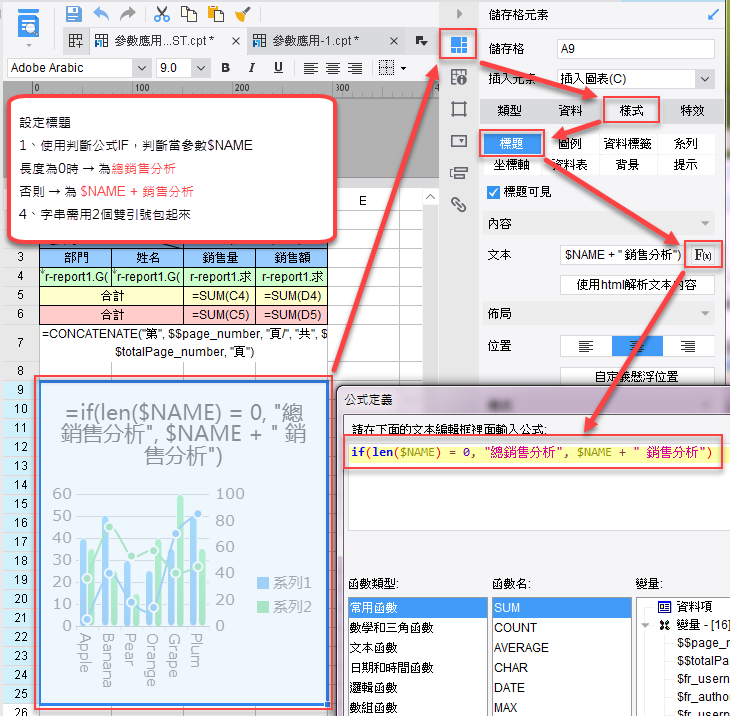 儲存格元素
參數應用...ST.cpt *
參數應用-1.cpt *
儲存格
A9
Adobe Arabic
9.0
B I U
插入元素
插入圖表(C)
0 100 200 300
類型 資料 樣式 特效
設定標題
1、使用判斷公式IF，判斷當參數$NAME
長度為0時 → 為總銷售分析
否則 → 為 $NAME + 銷售分析
4、字串需用2個雙引號包起來
標題 圖例 資料標籤 系列
坐標軸 資料表 背景 提示
標題可見
E
內容
3 部門 姓名 銷售量 銷售額
文本
$NAME + " 銷售分析")
F(x)
4 r-report1.G( r-report1.G( r-report1.求 r-report1.求
使用html解析文本內容
5 合計 =SUM(C4) =SUM(D4)
6 合計 =SUM(C5) =SUM(D5)
佈局
7 =CONCATENATE("第", $$page_number, "頁/", "共", $
$totalPage_number, "頁")
位置
8
自定義懸浮位置
9
10
11
12
13
14
15
16
17
18
19
20
21
22
23
24
25
26
=if(len($NAME) = 0, "總
銷售分析", $NAME + " 銷
售分析")
60
50
40
30
20
10
0
100
80
60
40
20
0
系列1
系列2
Apple
Banana
Pear
Orange
Grape
Plum
公式定義
請在下面的文本編輯框裡面輸入公式:
if(len($NAME) = 0, "總銷售分析", $NAME + " 銷售分析")
函數類型: 函數名: 變量:
常用函數
數學和三角函數
文本函數
日期和時間函數
邏輯函數
數組函數
SUM
COUNT
AVERAGE
CHAR
DATE
MAX
資料項
變量 - [16]
$$page_n
$$totalPa
$fr_usern
$fr_autho